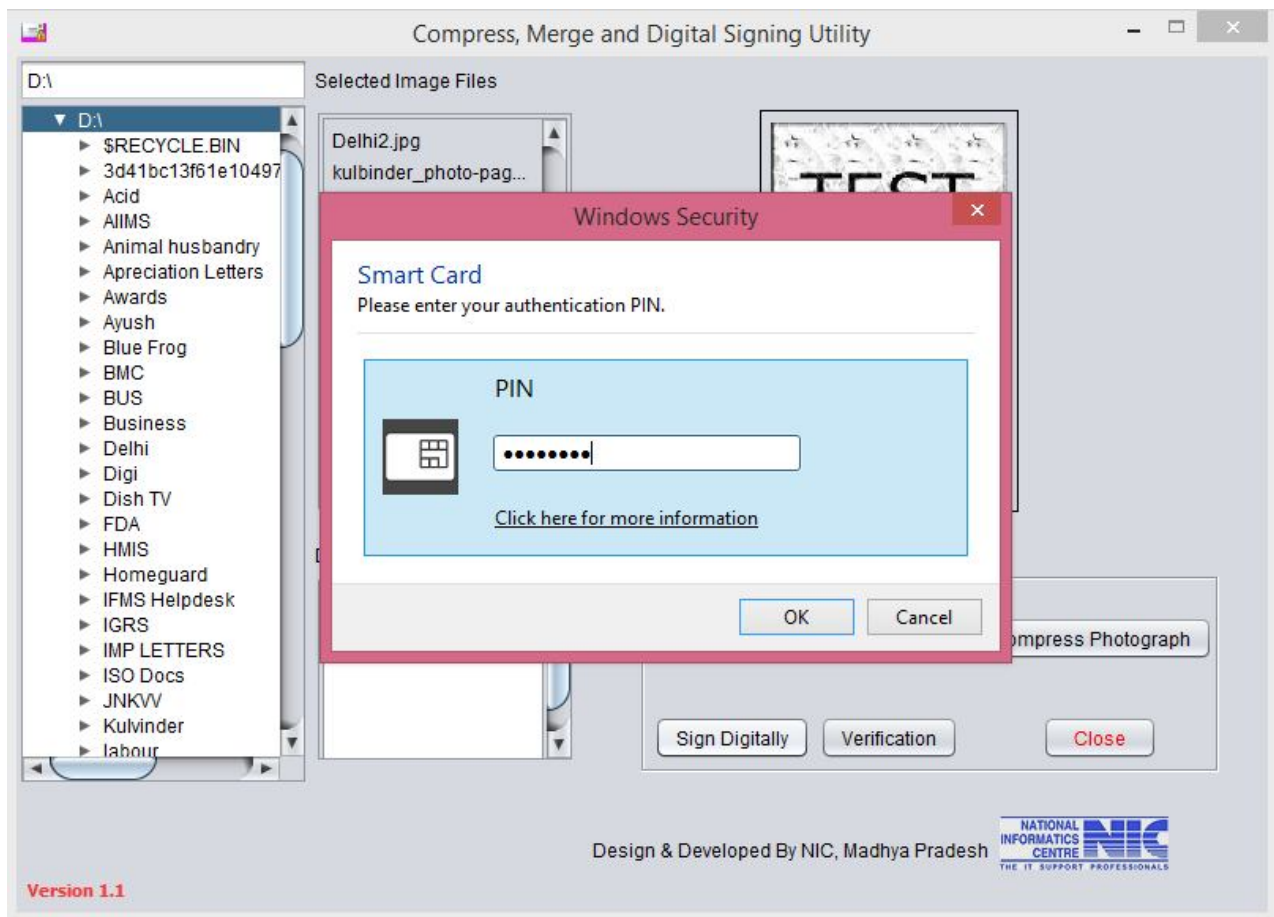 Compress, Merge and Digital Signing Utility
D:\
Selected Image Files
D:\
$RECYCLE.BIN
3d41bc13f61e10497
Acid
AIIMS
Animal husbandry
Apreciation Letters
Awards
Ayush
Blue Frog
BMC
BUS
Business
Delhi
Digi
Dish TV
FDA
HMIS
Homeguard
IFMS Helpdesk
IGRS
IMP LETTERS
ISO Docs
JNKVV
Kulvinder
labour
Delhi2.jpg
kulbinder_photo-pag...
TEST
Windows Security
Smart Card
Please enter your authentication PIN.
PIN
••••••••
Click here for more information
OK
Cancel
ompress Photograph
Sign Digitally
Verification
Close
Design & Developed By NIC, Madhya Pradesh
NATIONAL
INFORMATICS
CENTRE
NIC
THE IT SUPPORT PROFESSIONALS
Version 1.1